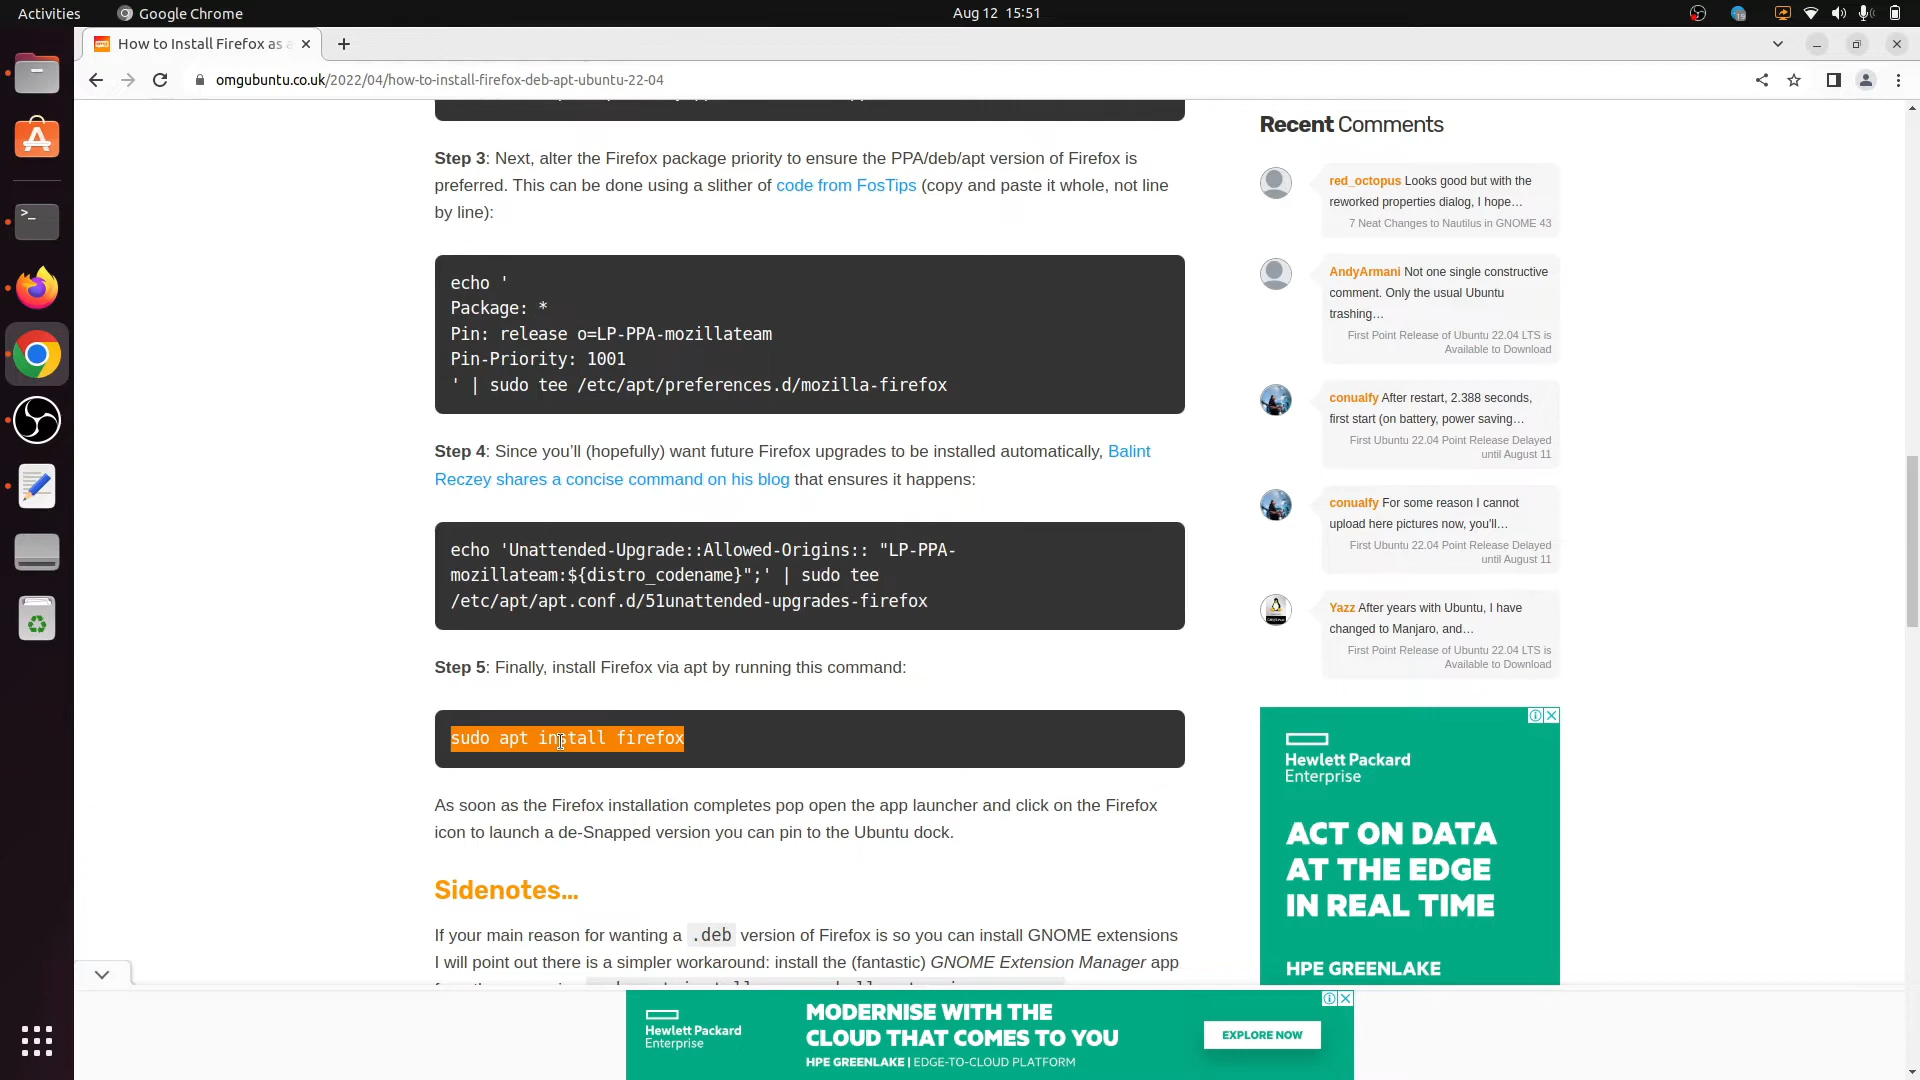 Activities
Google Chrome
Aug 12 15:51
How to Install Firefox as a
omgubuntu.co.uk/2022/04/how-to-install-firefox-deb-apt-ubuntu-22-04
Step 3: Next, alter the Firefox package priority to ensure the PPA/deb/apt version of Firefox is
preferred. This can be done using a slither of code from FosTips (copy and paste it whole, not line
by line):
echo '
Package: *
Pin: release o=LP-PPA-mozillateam
Pin-Priority: 1001
' | sudo tee /etc/apt/preferences.d/mozilla-firefox
Step 4: Since you’ll (hopefully) want future Firefox upgrades to be installed automatically, Balint
Reczey shares a concise command on his blog that ensures it happens:
echo 'Unattended-Upgrade::Allowed-Origins:: "LP-PPA-
mozillateam:${distro_codename}";' | sudo tee
/etc/apt/apt.conf.d/51unattended-upgrades-firefox
Step 5: Finally, install Firefox via apt by running this command:
sudo apt install firefox
As soon as the Firefox installation completes pop open the app launcher and click on the Firefox
icon to launch a de-Snapped version you can pin to the Ubuntu dock.
Sidenotes…
If your main reason for wanting a .deb version of Firefox is so you can install GNOME extensions
I will point out there is a simpler workaround: install the (fantastic) GNOME Extension Manager app
Recent Comments
red_octopus Looks good but with the
reworked properties dialog, I hope…
7 Neat Changes to Nautilus in GNOME 43
AndyArmani Not one single constructive
comment. Only the usual Ubuntu
trashing…
First Point Release of Ubuntu 22.04 LTS is
Available to Download
conualfy After restart, 2.388 seconds,
first start (on battery, power saving…
First Ubuntu 22.04 Point Release Delayed
until August 11
conualfy For some reason I cannot
upload here pictures now, you'll…
First Ubuntu 22.04 Point Release Delayed
until August 11
Yazz After years with Ubuntu, I have
changed to Manjaro, and…
First Point Release of Ubuntu 22.04 LTS is
Available to Download
Hewlett Packard
Enterprise
ACT ON DATA
AT THE EDGE
IN REAL TIME
HPE GREENLAKE
Hewlett Packard
Enterprise
MODERNISE WITH THE
CLOUD THAT COMES TO YOU
HPE GREENLAKE | EDGE-TO-CLOUD PLATFORM
EXPLORE NOW